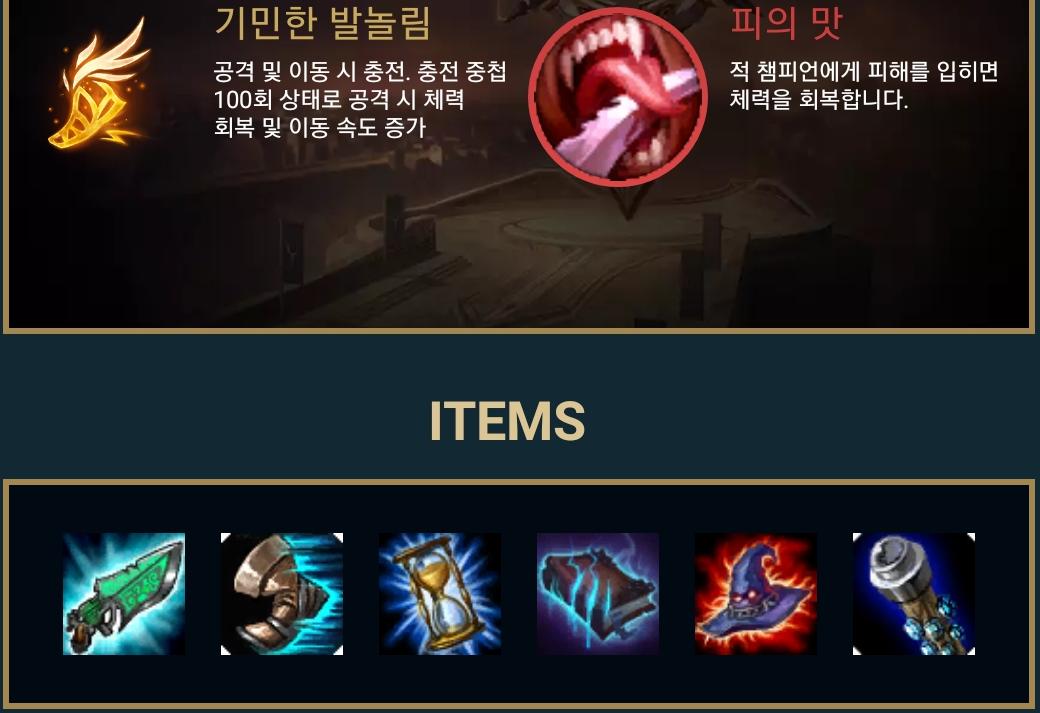 기민한 발놀림
공격 및 이동 시 충전. 충전 중첩
100회 상태로 공격 시 체력
회복 및 이동 속도 증가
피의 맛
적 챔피언에게 피해를 입히면
체력을 회복합니다.
ITEMS